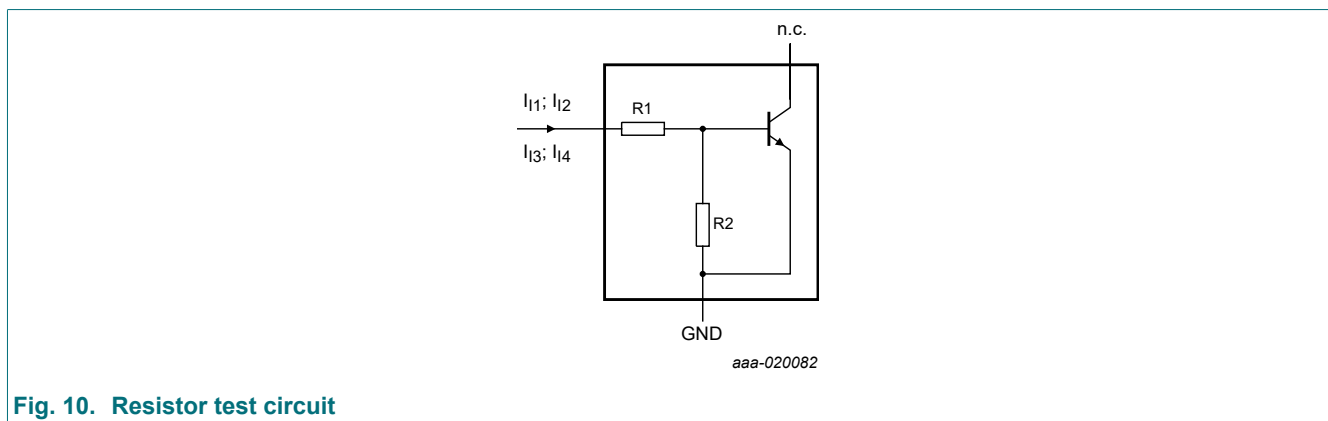 n.c.
I_I1; I_I2
R1
I_I3; I_I4
R2
GND
aaa-020082
Fig. 10. Resistor test circuit